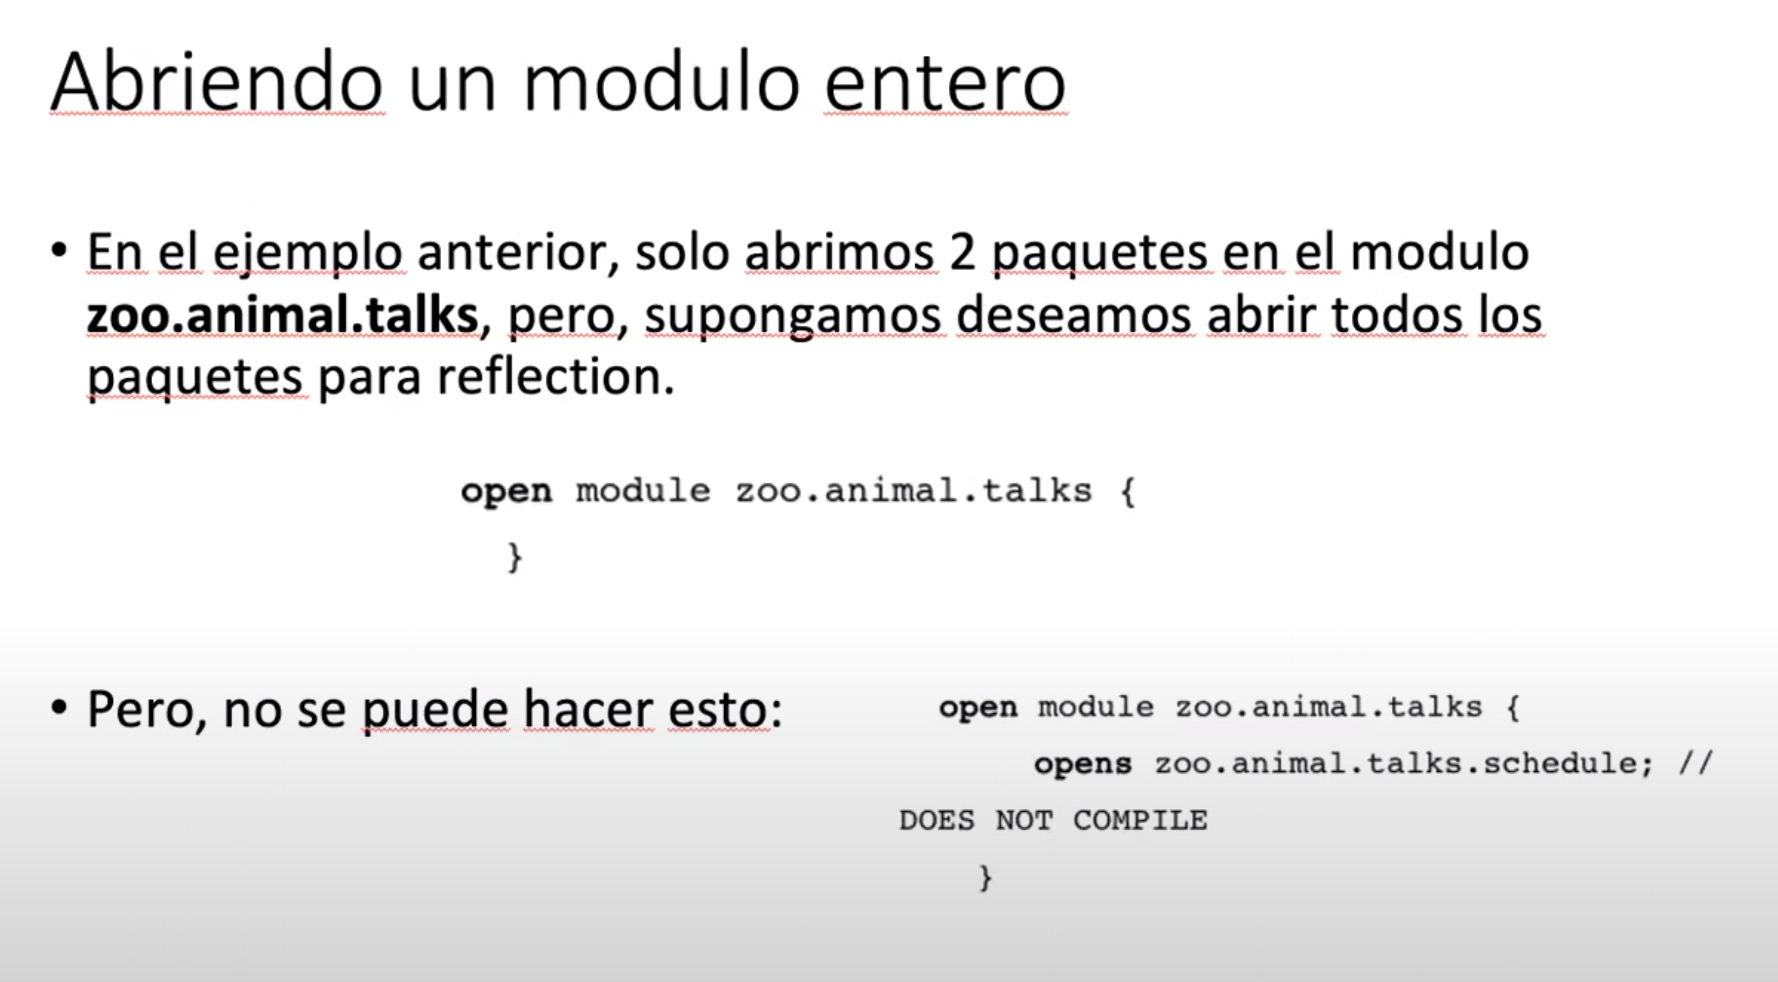 Abriendo un modulo entero
• En el ejemplo anterior, solo abrimos 2 paquetes en el modulo
zoo.animal.talks, pero, supongamos deseamos abrir todos los
paquetes para reflection.
open module zoo.animal.talks {
}
• Pero, no se puede hacer esto:
open module zoo.animal.talks {
opens zoo.animal.talks.schedule; //
DOES NOT COMPILE
}